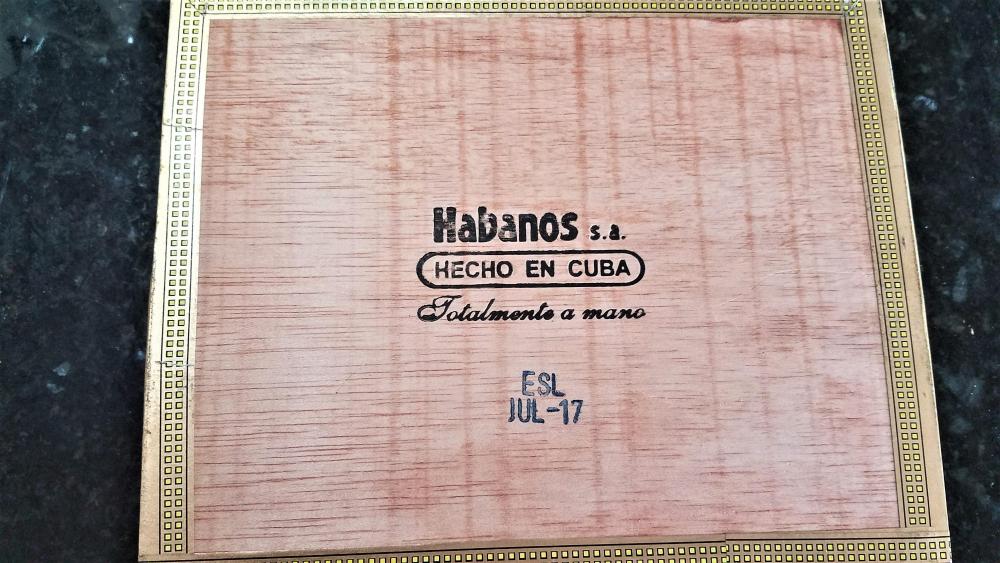 Habanos s.a.
HECHO EN CUBA
Totalmente a mano
ESL
JUL-17